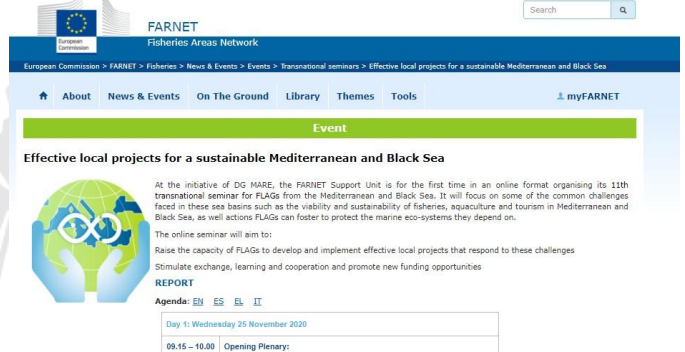 Search
FARNET
European
Commission
Fisheries Areas Network
European Commission > FARNET > Fisheries > News & Events > Events > Transnational seminars > Effective local projects for a sustainable Mediterranean and Black Sea
About News & Events On The Ground Library Themes Tools myFARNET
Event
Effective local projects for a sustainable Mediterranean and Black Sea
At the initiative of DG MARE, the FARNET Support Unit is for the first time in an online format organising its 11th
transnational seminar for FLAGs from the Mediterranean and Black Sea. It will focus on some of the common challenges
faced in these sea basins such as the viability and sustainability of fisheries, aquaculture and tourism in Mediterranean and
Black Sea, as well actions FLAGs can foster to protect the marine eco-systems they depend on.
The online seminar will aim to:
Raise the capacity of FLAGs to develop and implement effective local projects that respond to these challenges
Stimulate exchange, learning and cooperation and promote new funding opportunities
REPORT
Agenda: EN ES EL IT
Day 1: Wednesday 25 November 2020
09.15 – 10.00 Opening Plenary: